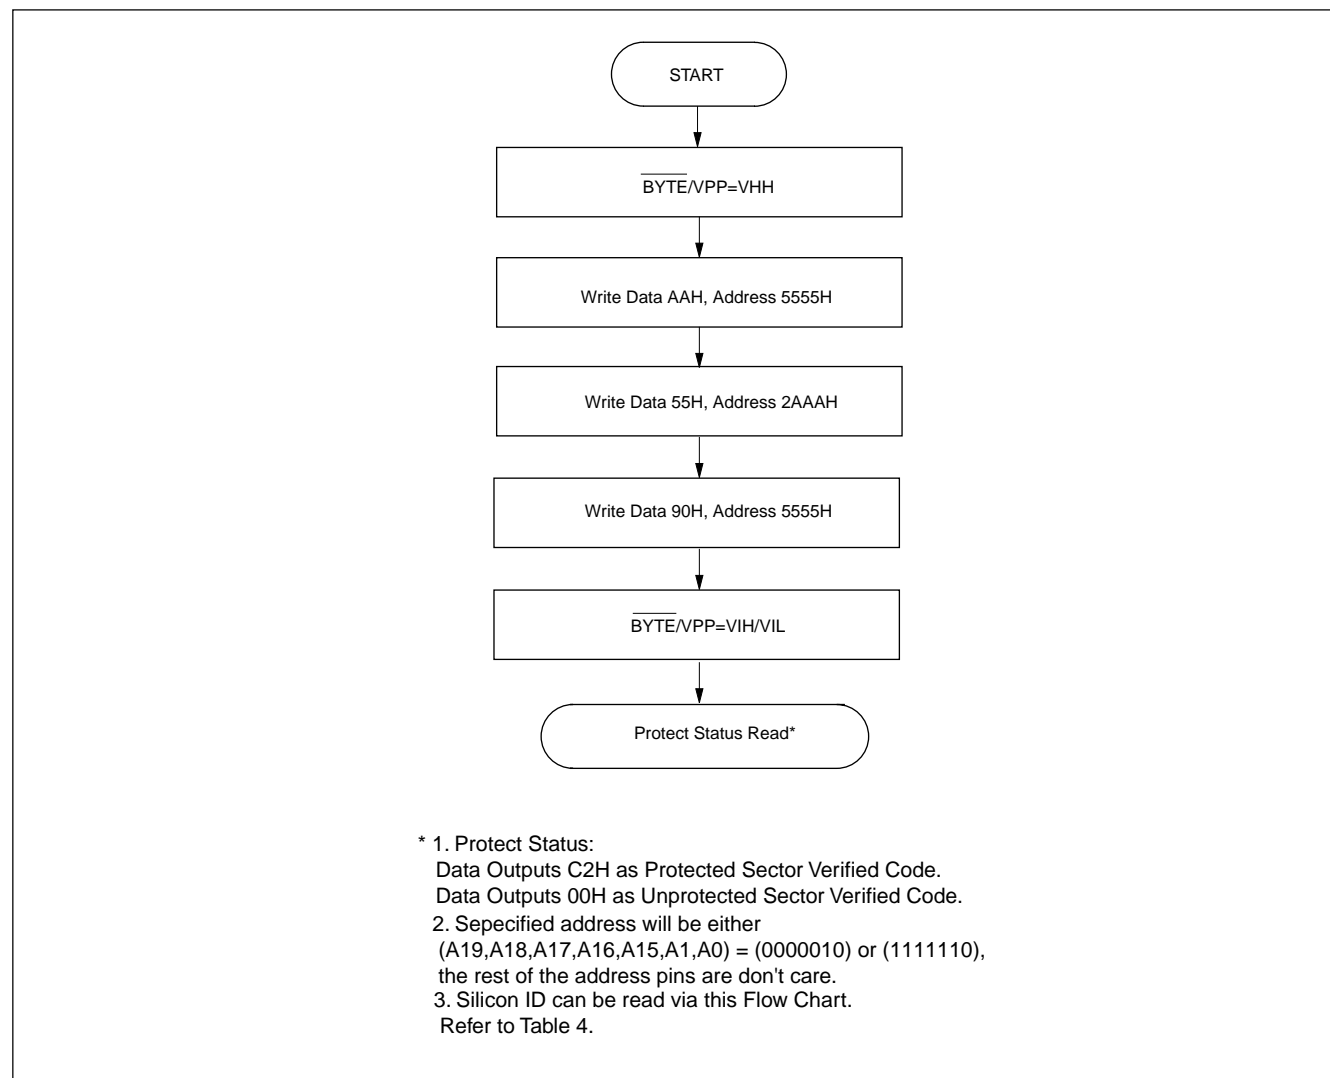 START
BYTE/VPP=VHH
Write Data AAH, Address 5555H
Write Data 55H, Address 2AAAH
Write Data 90H, Address 5555H
BYTE/VPP=VIH/VIL
Protect Status Read*
* 1. Protect Status:
Data Outputs C2H as Protected Sector Verified Code.
Data Outputs 00H as Unprotected Sector Verified Code.
2. Sepecified address will be either
(A19,A18,A17,A16,A15,A1,A0) = (0000010) or (1111110),
the rest of the address pins are don't care.
3. Silicon ID can be read via this Flow Chart.
Refer to Table 4.